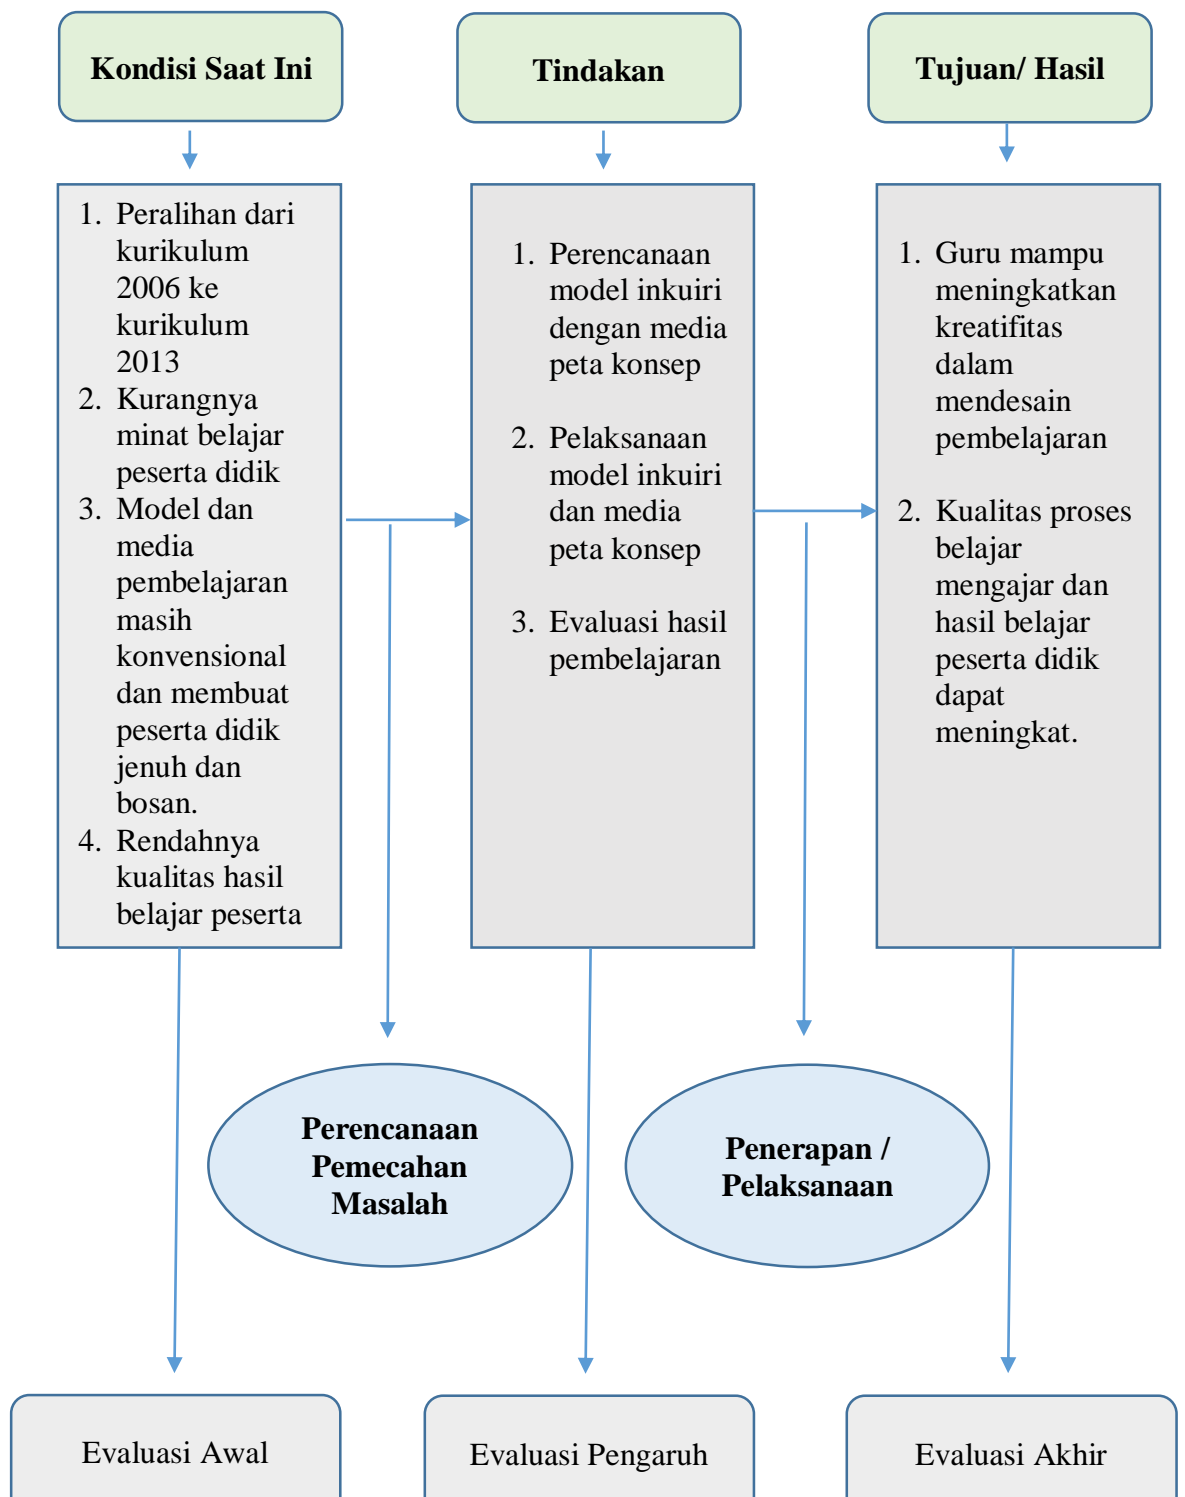 Kondisi Saat Ini
Tindakan
Tujuan/ Hasil
1. Peralihan dari
kurikulum
2006 ke
kurikulum
2013
2. Kurangnya
minat belajar
peserta didik
3. Model dan
media
pembelajaran
masih
konvensional
dan membuat
peserta didik
jenuh dan
bosan.
4. Rendahnya
kualitas hasil
belajar peserta
1. Perencanaan
model inkuiri
dengan media
peta konsep
2. Pelaksanaan
model inkuiri
dan media
peta konsep
3. Evaluasi hasil
pembelajaran
1. Guru mampu
meningkatkan
kreatifitas
dalam
mendesain
pembelajaran
2. Kualitas proses
belajar
mengajar dan
hasil belajar
peserta didik
dapat
meningkat.
Perencanaan
Pemecahan
Masalah
Penerapan /
Pelaksanaan
Evaluasi Awal
Evaluasi Pengaruh
Evaluasi Akhir